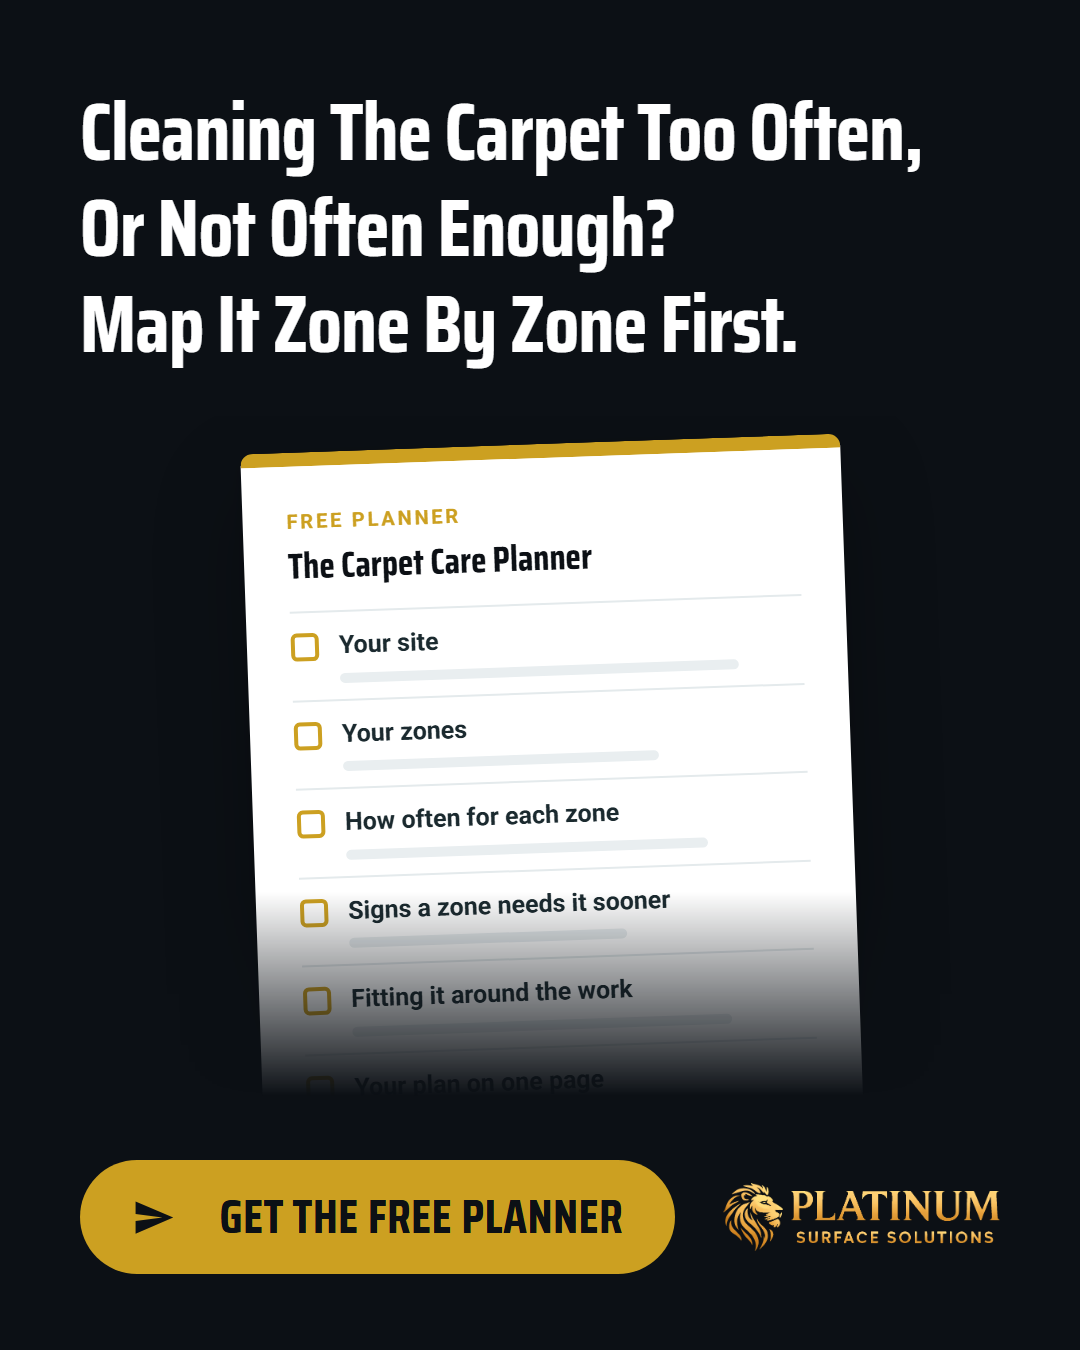 Cleaning The Carpet Too Often,
Or Not Often Enough?
Map It Zone By Zone First.
FREE PLANNER
The Carpet Care Planner
Your site
Your zones
How often for each zone
Signs a zone needs it sooner
Fitting it around the work
Your plan on one page
GET THE FREE PLANNER
PLATINUM
SURFACE SOLUTIONS